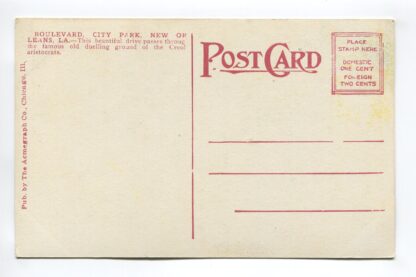 BOULEVARD, CITY PARK, NEW OR
LEANS, LA.—This beautiful drive passes throug
the famous old duelling ground of the Creol
aristocrats.
POST CARD
PLACE
STAMP HERE
DOMESTIC
ONE CENT
FOREIGN
TWO CENTS
Pub. by The Acmegraph Co., Chicago, Ill.